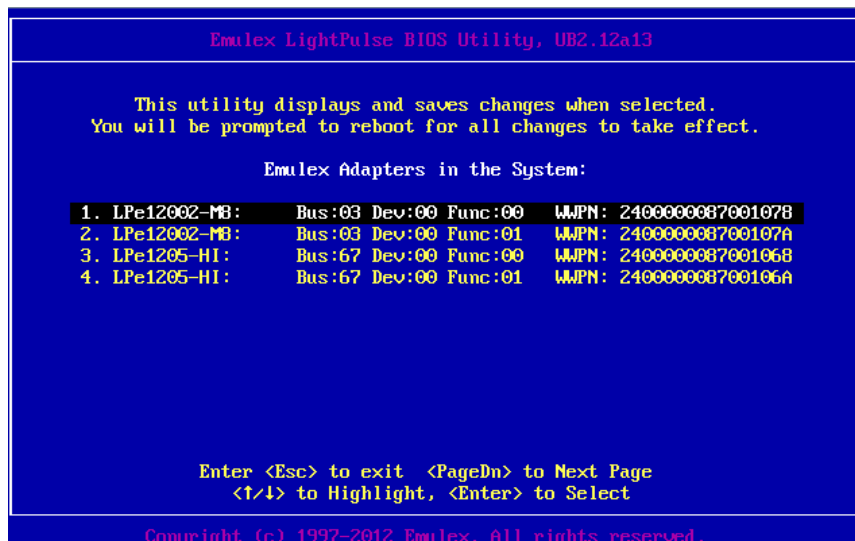 Emulex LightPulse BIOS Utility, UB2.12a13
This utility displays and saves changes when selected.
You will be prompted to reboot for all changes to take effect.
Emulex Adapters in the System:
1. LPe12002-M8: Bus:03 Dev:00 Func:00 WWPN: 2400000087001078
2. LPe12002-M8: Bus:03 Dev:00 Func:01 WWPN: 240000008700107A
3. LPe1205-HI: Bus:67 Dev:00 Func:00 WWPN: 2400000087001068
4. LPe1205-HI: Bus:67 Dev:00 Func:01 WWPN: 240000008700106A
Enter <Esc> to exit <PageDn> to Next Page
<↑/↓> to Highlight, <Enter> to Select
Copyright (c) 1997-2012 Emulex. All rights reserved.